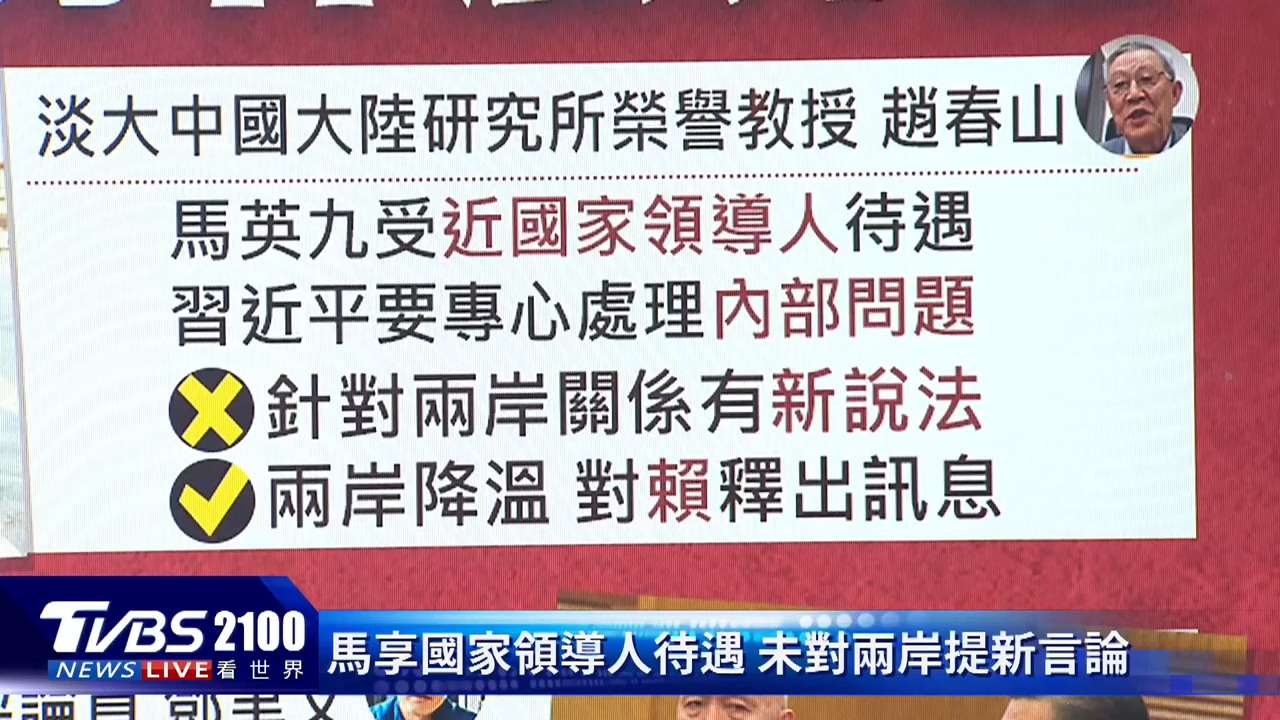 淡大中國大陸研究所榮譽教授 趙春山
馬英九受近國家領導人待遇
習近平要專心處理內部問題
針對兩岸關係有新說法
兩岸降溫 對賴釋出訊息
TVBS 2100
NEWS LIVE 看世界
馬享國家領導人待遇 未對兩岸提新言論